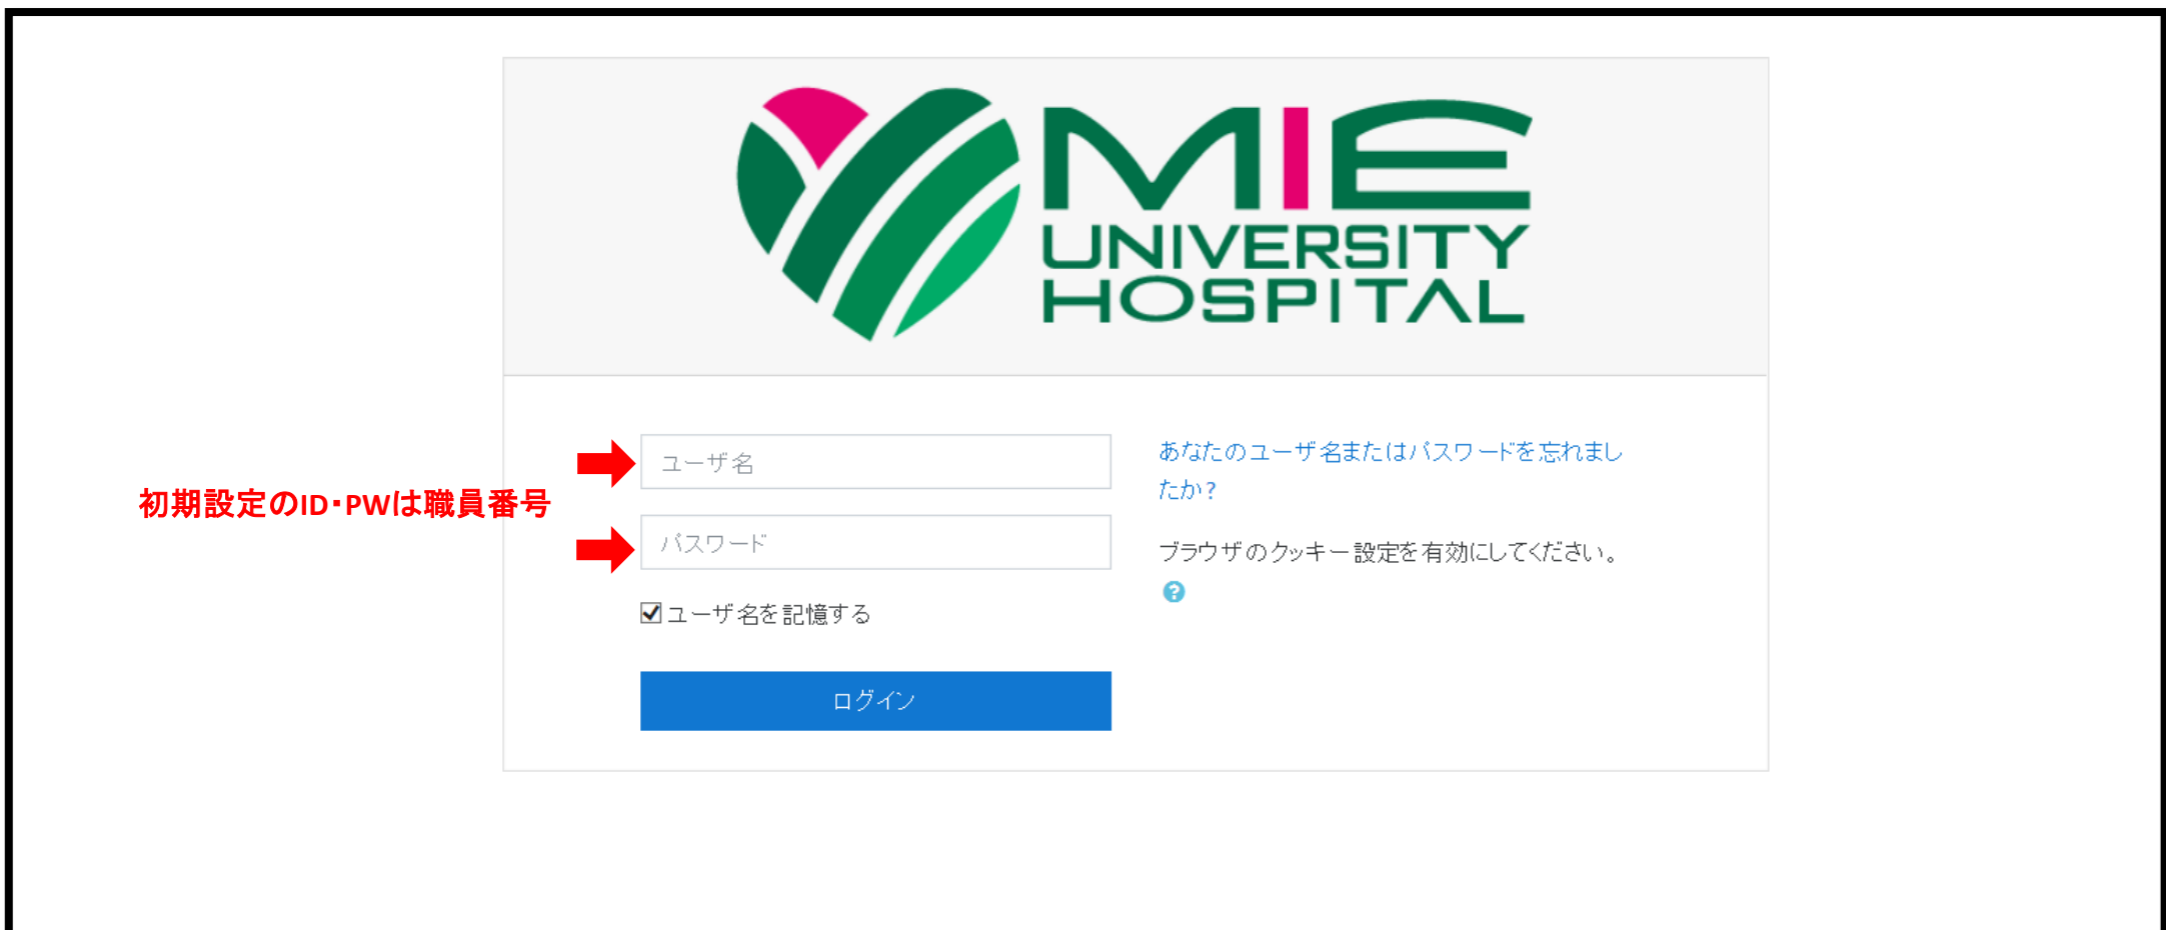 MIE
UNIVERSITY
HOSPITAL
初期設定のID・PWは職員番号
ユーザ名
パスワード
ユーザ名を記憶する
ログイン
あなたのユーザ名またはパスワードを忘れまし
たか?
ブラウザのクッキー設定を有効にしてください。
?